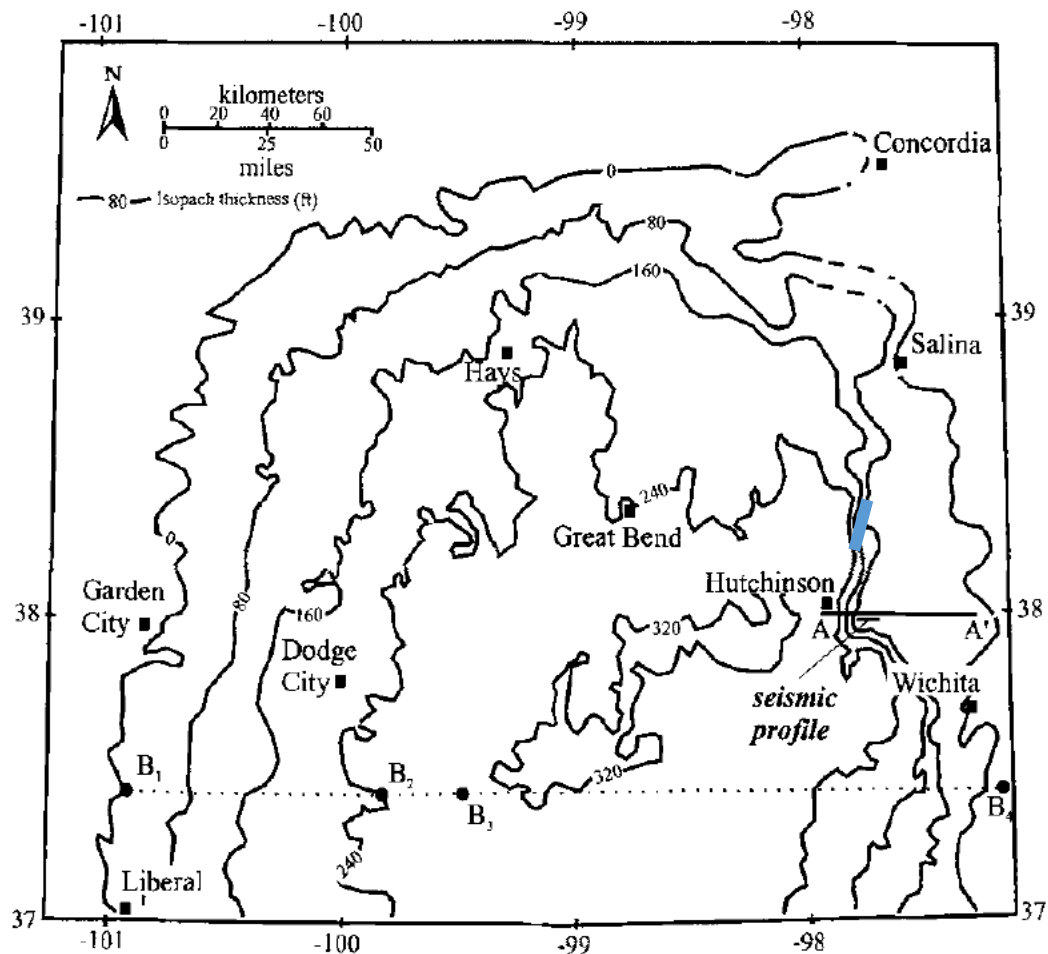 -101 -100 -99 -98
N
kilometers
0 20 40 60
0 25 50
miles
80 Isopach thickness (ft)
Concordia
0
80
160
39 39
Salina
Hays
240
Great Bend
0
Garden
City
80
Hutchinson
38 38
160
320
A A'
Dodge
City
Wichita
seismic
profile
320
B1 B2 B3 B4
240
Liberal
37 37
-101 -100 -99 -98